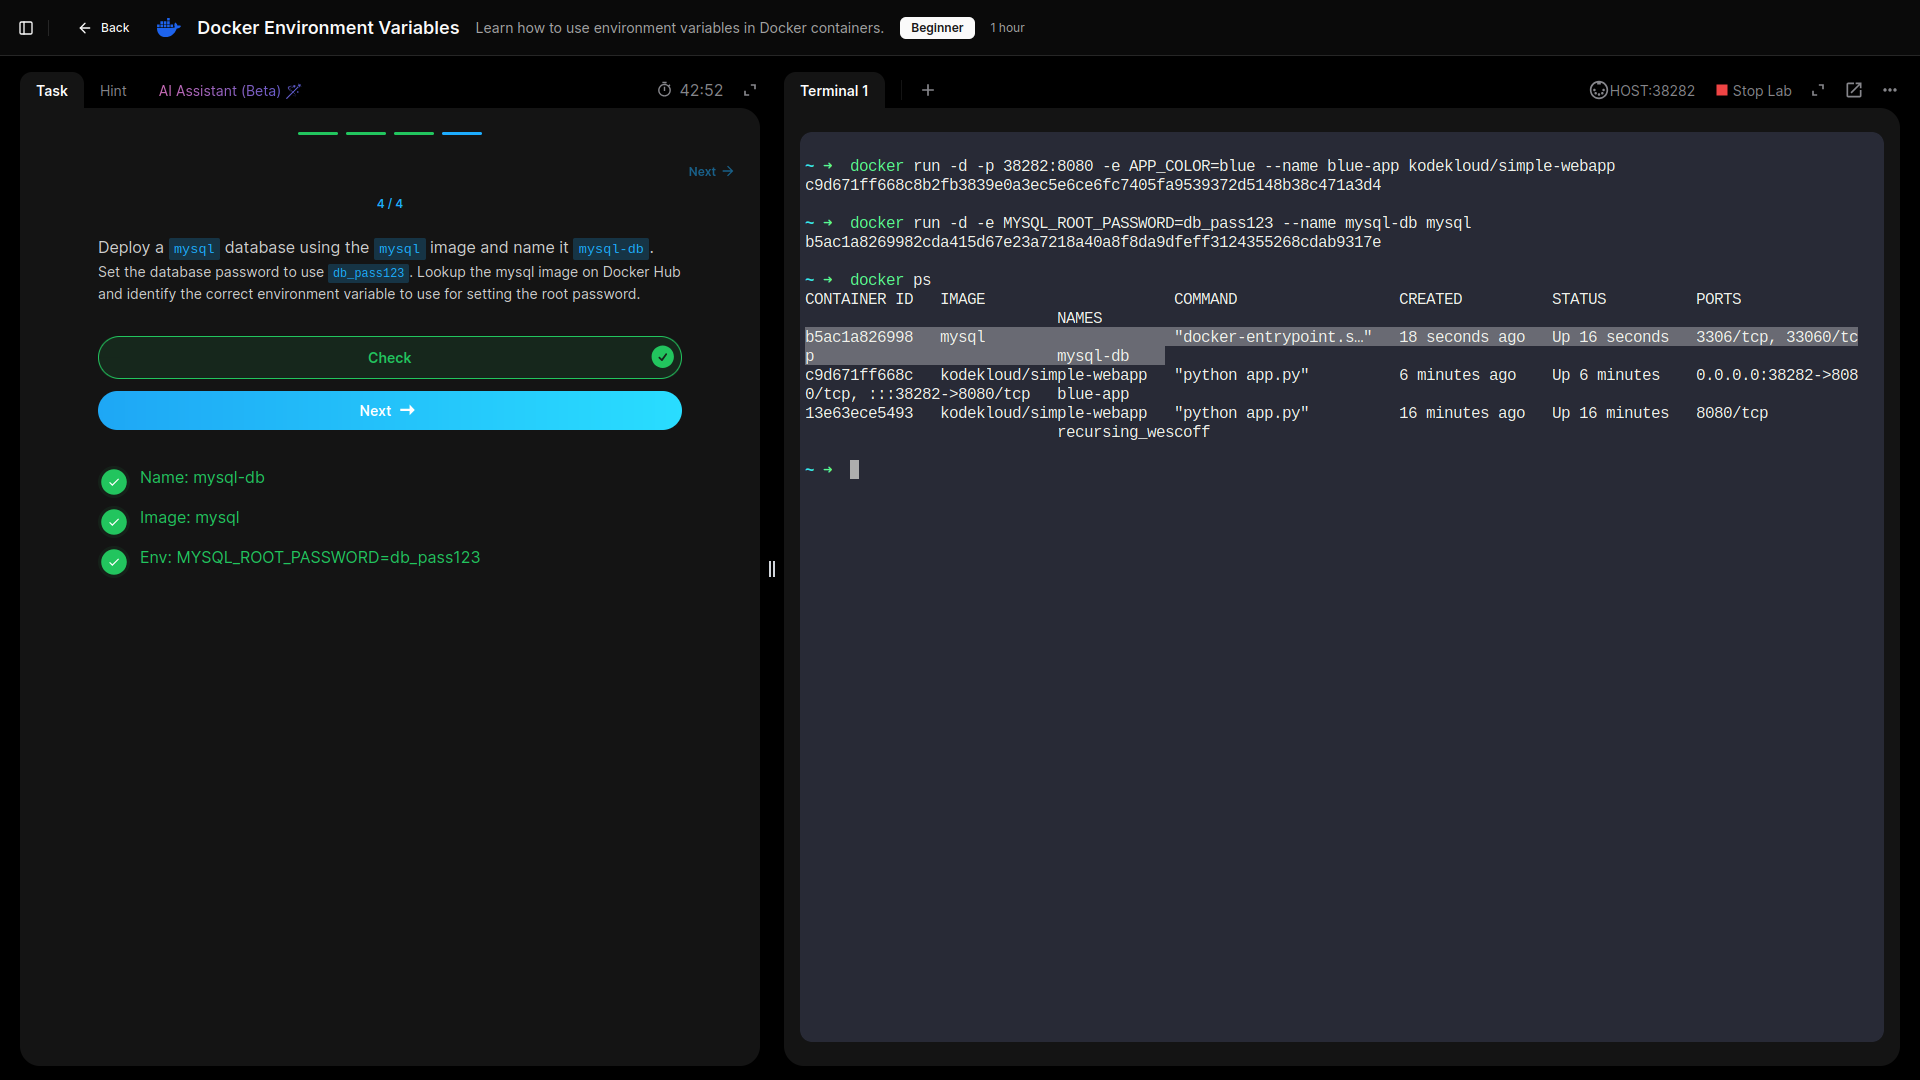 Back
Docker Environment Variables
Learn how to use environment variables in Docker containers.
Beginner
1 hour
Task
Hint
AI Assistant (Beta)
42:52
Next →
4 / 4
Deploy a mysql database using the mysql image and name it mysql-db.
Set the database password to use db_pass123. Lookup the mysql image on Docker Hub
and identify the correct environment variable to use for setting the root password.
Check
Next →
Name: mysql-db
Image: mysql
Env: MYSQL_ROOT_PASSWORD=db_pass123
Terminal 1
+
HOST:38282
Stop Lab
~ ➜  docker run -d -p 38282:8080 -e APP_COLOR=blue --name blue-app kodekloud/simple-webapp
c9d671ff668c8b2fb3839e0a3ec5e6ce6fc7405fa9539372d5148b38c471a3d4
~ ➜  docker run -d -e MYSQL_ROOT_PASSWORD=db_pass123 --name mysql-db mysql
b5ac1a8269982cda415d67e23a7218a40a8f8da9dfeff3124355268cdab9317e
~ ➜  docker ps
CONTAINER ID   IMAGE                     COMMAND                  CREATED          STATUS          PORTS
                            NAMES
b5ac1a826998   mysql                     "docker-entrypoint.s…"   18 seconds ago   Up 16 seconds   3306/tcp, 33060/tc
p                           mysql-db
c9d671ff668c   kodekloud/simple-webapp   "python app.py"          6 minutes ago    Up 6 minutes    0.0.0.0:38282->808
0/tcp, :::38282->8080/tcp   blue-app
13e63ece5493   kodekloud/simple-webapp   "python app.py"          16 minutes ago   Up 16 minutes   8080/tcp
                            recursing_wescoff
~ ➜